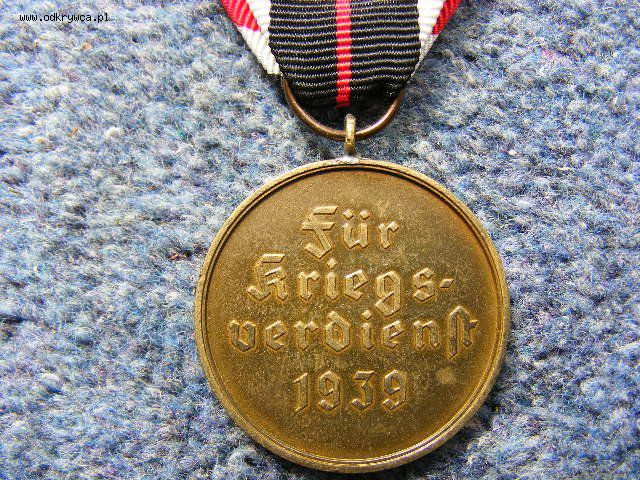 www.odkrywca.pl
Für
Kriegs-
verdienst
1939